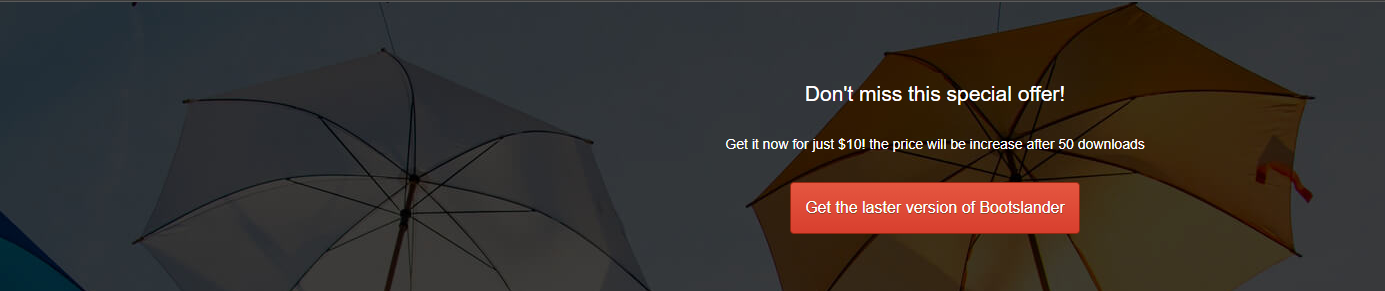 Don't miss this special offer!
Get it now for just $10! the price will be increase after 50 downloads
Get the laster version of Bootslander